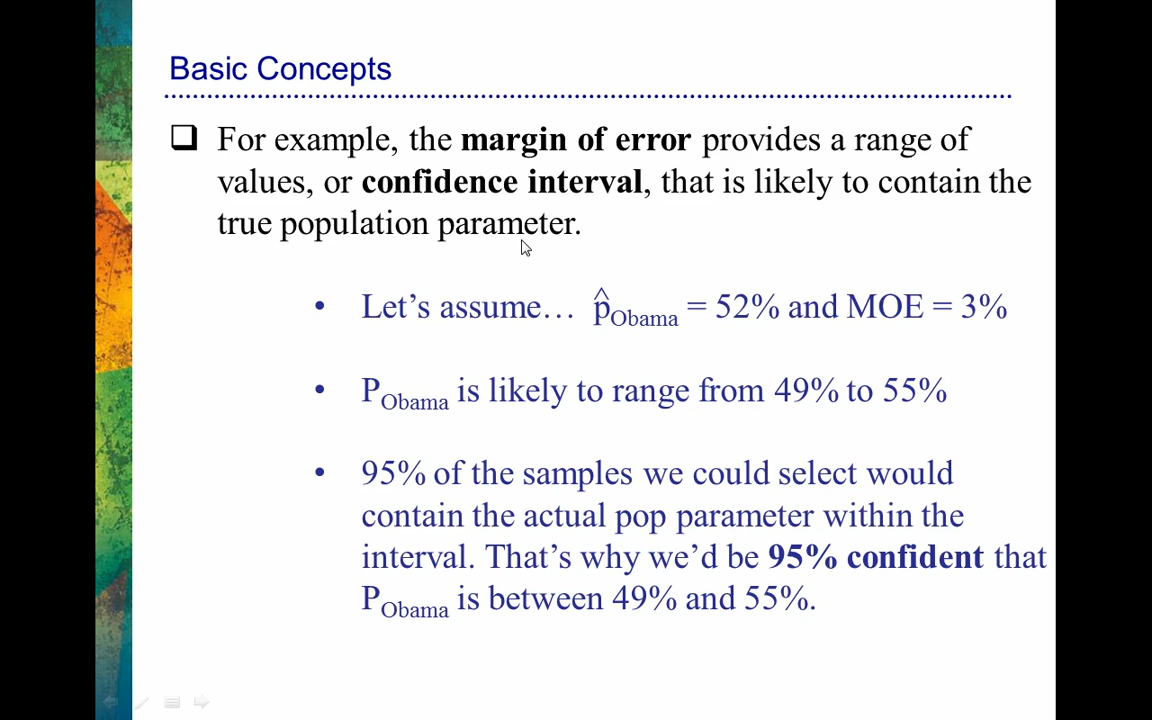 Basic Concepts
For example, the margin of error provides a range of
values, or confidence interval, that is likely to contain the
true population parameter.
• Let’s assume… p̂Obama = 52% and MOE = 3%
• PObama is likely to range from 49% to 55%
• 95% of the samples we could select would
contain the actual pop parameter within the
interval. That’s why we’d be 95% confident that
PObama is between 49% and 55%.